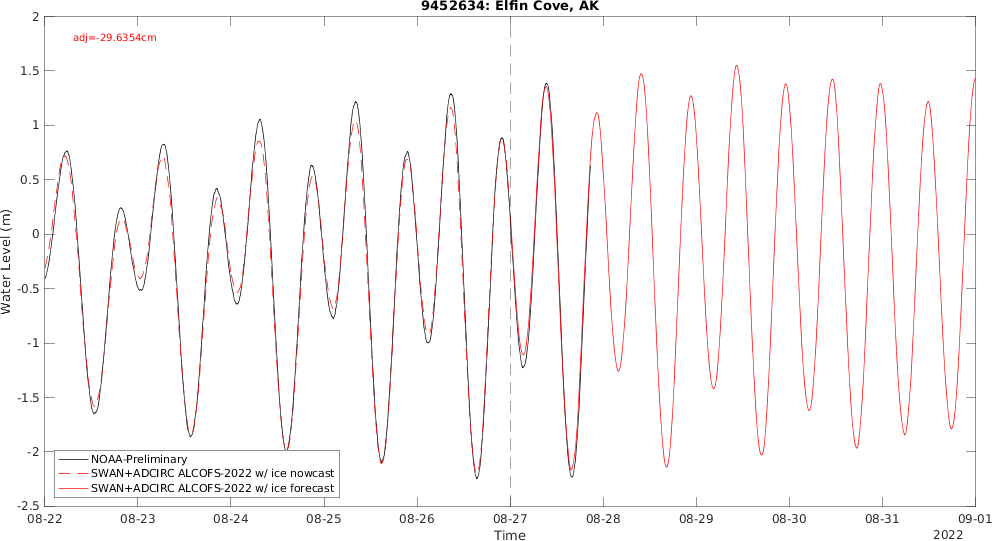 9452634: Elfin Cove, AK
adj=-29.6354cm
2
1.5
1
0.5
0
-0.5
-1
-1.5
-2
-2.5
Water Level (m)
NOAA-Preliminary
SWAN+ADCIRC ALCOFS-2022 w/ ice nowcast
SWAN+ADCIRC ALCOFS-2022 w/ ice forecast
08-22 08-23 08-24 08-25 08-26 08-27 08-28 08-29 08-30 08-31 09-01
Time
2022